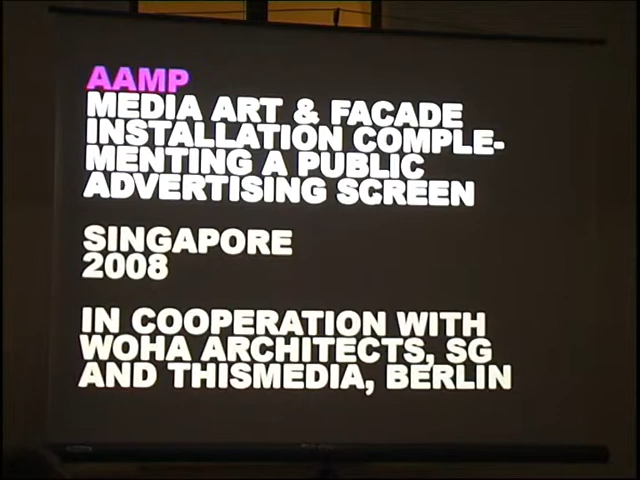 AAMP
MEDIA ART & FACADE
INSTALLATION COMPLE-
MENTING A PUBLIC
ADVERTISING SCREEN
SINGAPORE
2008
IN COOPERATION WITH
WOHA ARCHITECTS, SG
AND THISMEDIA, BERLIN